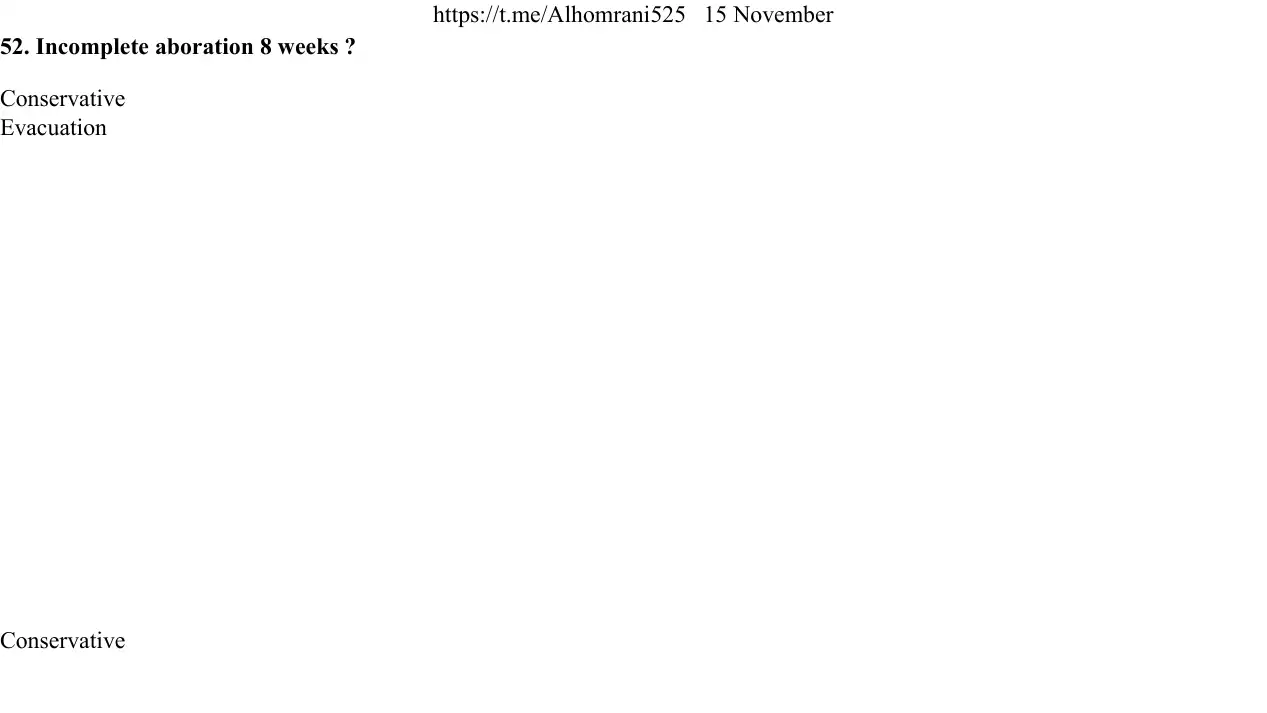 https://t.me/Alhomrani525 15 November
52. Incomplete aboration 8 weeks ?
Conservative
Evacuation
Conservative